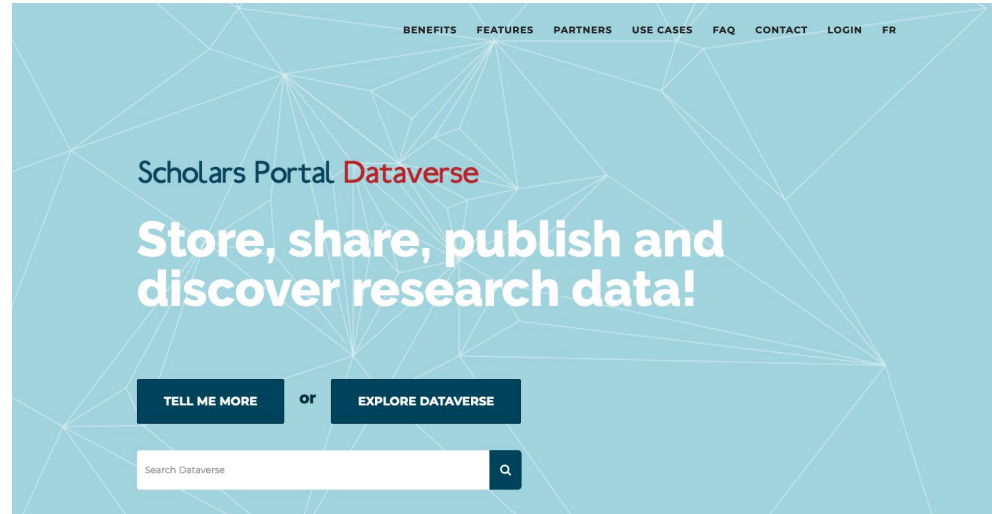 BENEFITS FEATURES PARTNERS USE CASES FAQ CONTACT LOGIN FR
Scholars Portal Dataverse
Store, share, publish and
discover research data!
TELL ME MORE or EXPLORE DATAVERSE
Search Dataverse